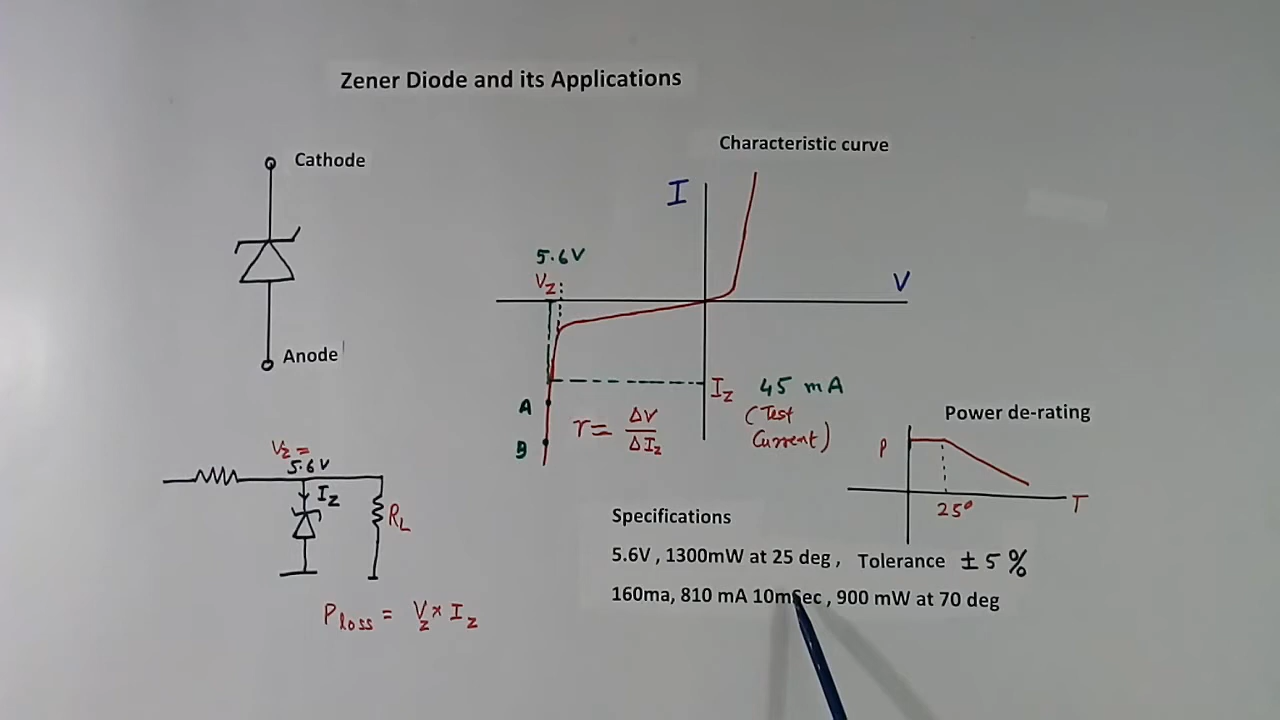 Zener Diode and its Applications
Cathode
Anode
Characteristic curve
I
V
5.6V
VZ
A
B
r = ΔV / ΔIZ
IZ 45 mA
(Test
Current)
Power de-rating
P
25°
T
VZ =
5.6V
IZ
RL
Ploss = VZ × IZ
Specifications
5.6V , 1300mW at 25 deg , Tolerance ± 5 %
160ma, 810 mA 10mSec , 900 mW at 70 deg